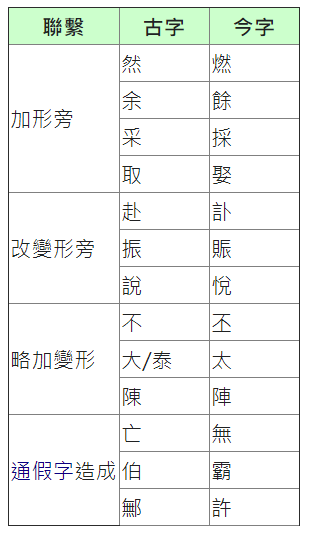 聯繫 古字 今字
加形旁 然 燃
余 餘
采 採
取 娶
改變形旁 赴 訃
振 賑
說 悅
略加變形 不 丕
大/泰 太
陳 陣
通假字造成 亡 無
伯 霸
鄦 許